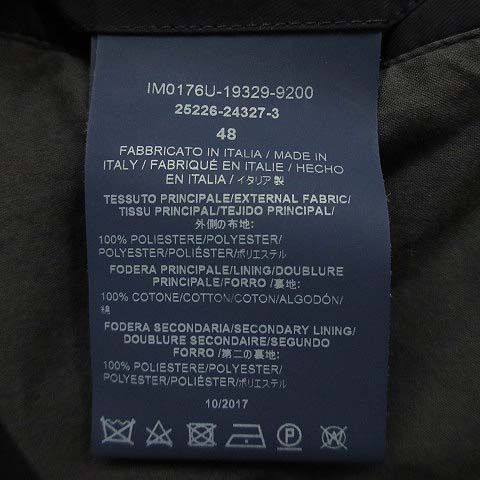 IM0176U-19329-9200
25226-24327-3
48
FABBRICATO IN ITALIA / MADE IN
ITALY / FABRIQUÉ EN ITALIE / HECHO
EN ITALIA / イタリア製
TESSUTO PRINCIPALE/EXTERNAL FABRIC/
TISSU PRINCIPAL/TEJIDO PRINCIPAL/
外側の布地:
100% POLIESTERE/POLYESTER/
POLYESTER/POLIÉSTER/ポリエステル
FODERA PRINCIPALE/LINING/DOUBLURE
PRINCIPALE/FORRO /裏地:
100% COTONE/COTTON/COTON/ALGODÓN/
綿
FODERA SECONDARIA/SECONDARY LINING/
DOUBLURE SECONDAIRE/SEGUNDO
FORRO /第二の裏地:
100% POLIESTERE/POLYESTER/
POLYESTER/POLIÉSTER/ポリエステル
10/2017
P